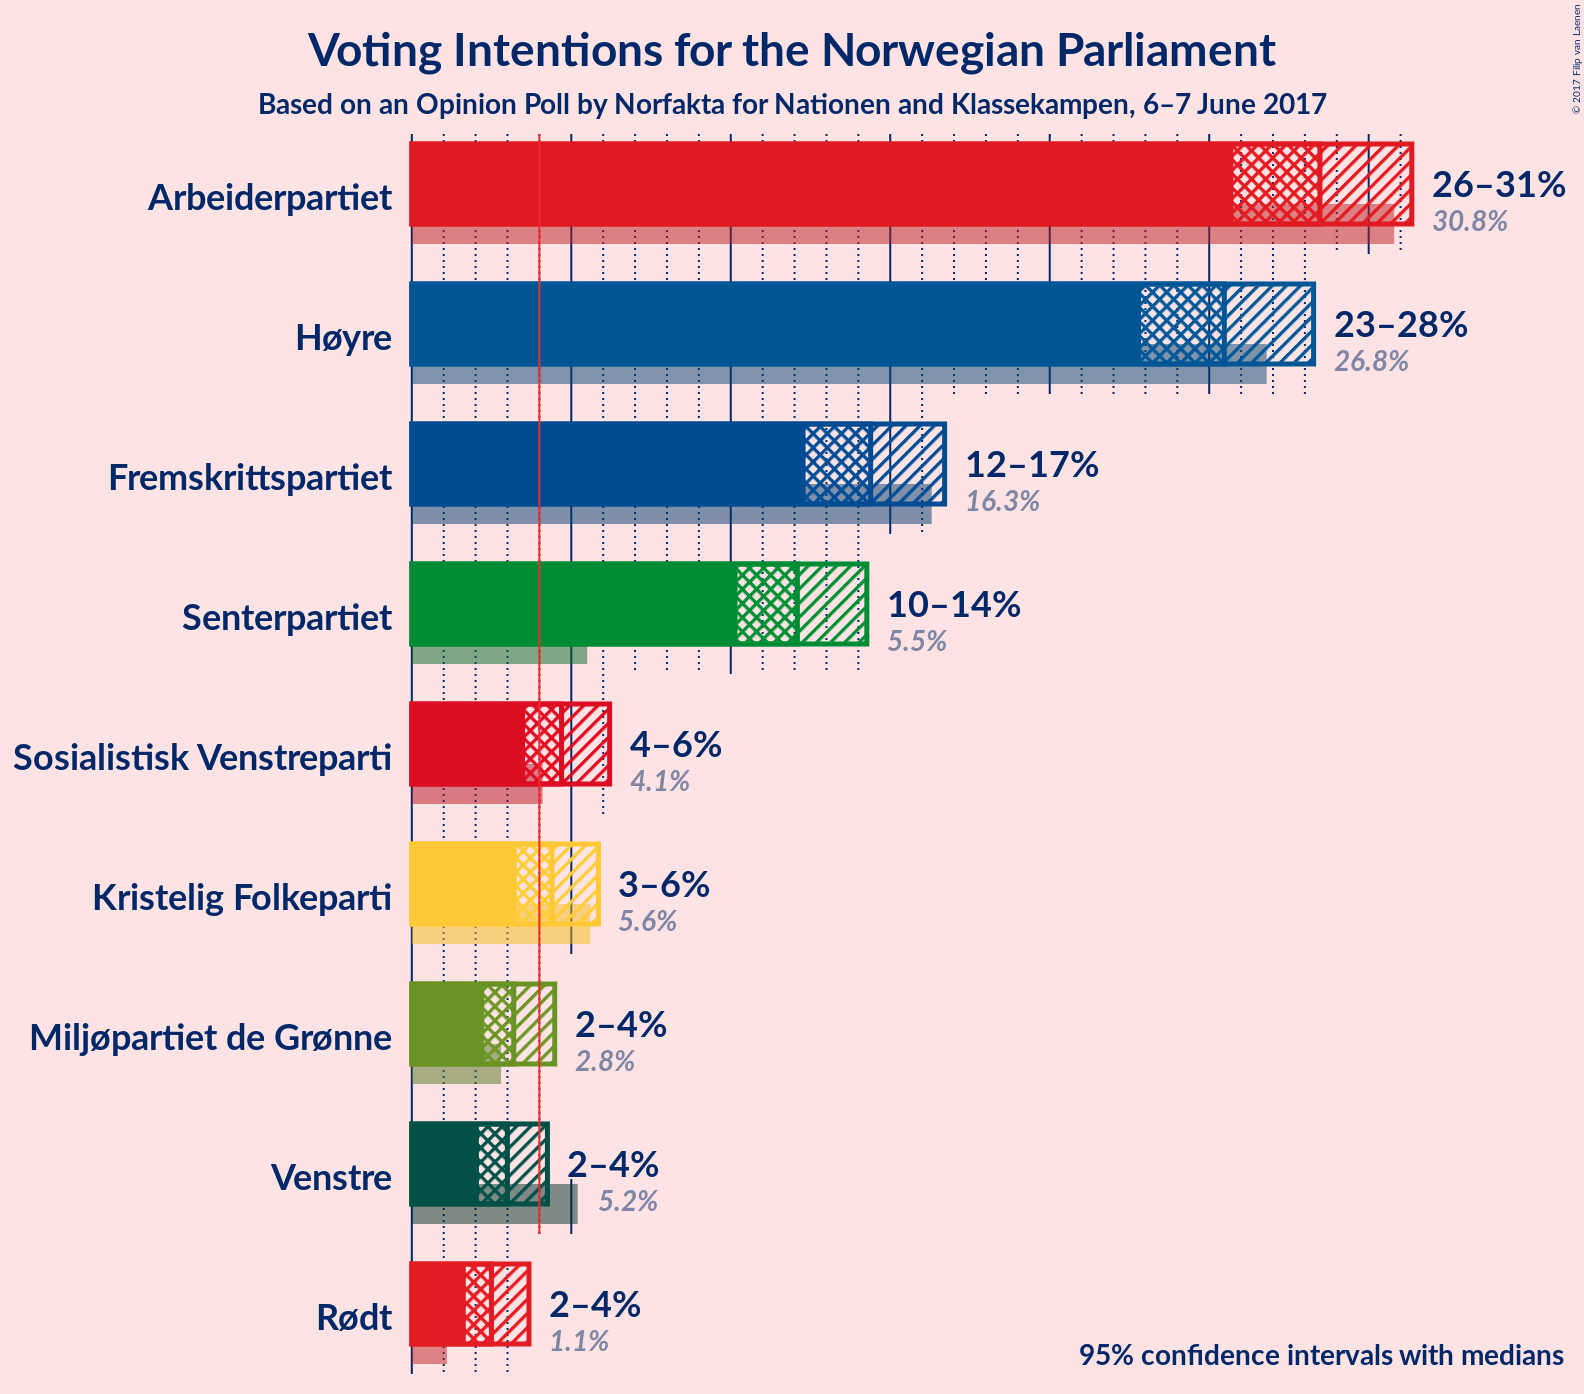 Voting Intentions for the Norwegian Parliament
Based on an Opinion Poll by Norfakta for Nationen and Klassekampen, 6–7 June 2017
© 2017 Filip van Laenen
Arbeiderpartiet
26–31%
30.8%
Høyre
23–28%
26.8%
Fremskrittspartiet
12–17%
16.3%
Senterpartiet
10–14%
5.5%
Sosialistisk Venstreparti
4–6%
4.1%
Kristelig Folkeparti
3–6%
5.6%
Miljøpartiet de Grønne
2–4%
2.8%
Venstre
2–4%
5.2%
Rødt
2–4%
1.1%
95% confidence intervals with medians